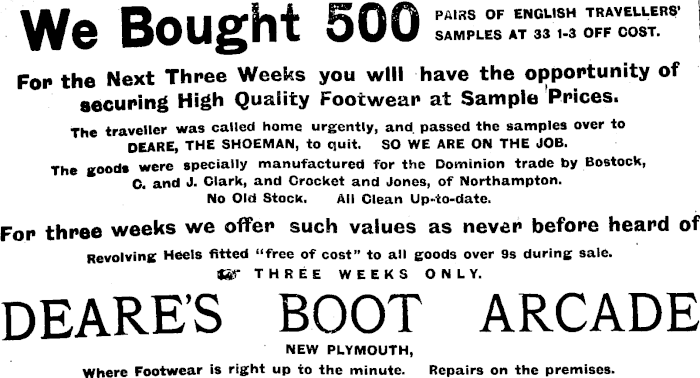 We Bought 500 PAIRS OF ENGLISH TRAVELLERS'
SAMPLES AT 33 1-3 OFF COST.
For the Next Three Weeks you will have the opportunity of
securing High Quality Footwear at Sample Prices.
The traveller was called home urgently, and passed the samples over to
DEARE, THE SHOEMAN, to quit. SO WE ARE ON THE JOB.
The goods were specially manufactured for the Dominion trade by Bostock,
C. and J. Clark, and Crocket and Jones, of Northampton.
No Old Stock. All Clean Up-to-date.
For three weeks we offer such values as never before heard of
Revolving Heels fitted "free of cost" to all goods over 9s during sale.
☞ THREE WEEKS ONLY.
DEARE'S BOOT ARCADE
NEW PLYMOUTH,
Where Footwear is right up to the minute. Repairs on the premises.